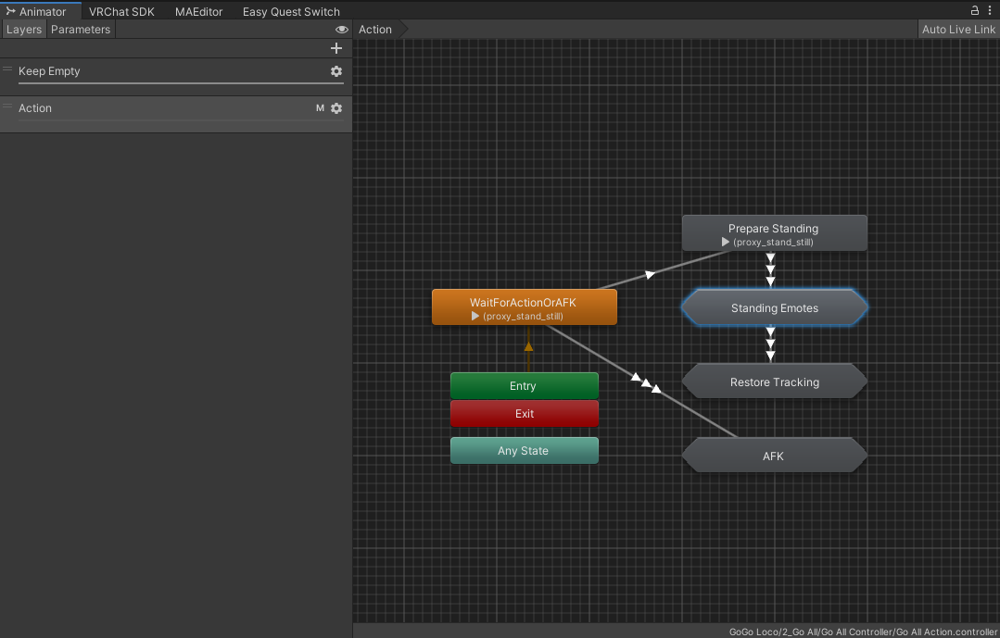 Animator VRChat SDK MAEditor Easy Quest Switch
Layers Parameters Action Auto Live Link
Keep Empty
Action M
Prepare Standing
(proxy_stand_still)
WaitForActionOrAFK
(proxy_stand_still)
Standing Emotes
Entry
Restore Tracking
Exit
Any State
AFK
GoGo Loco/2_Go All/Go All Controller/Go All Action.controller